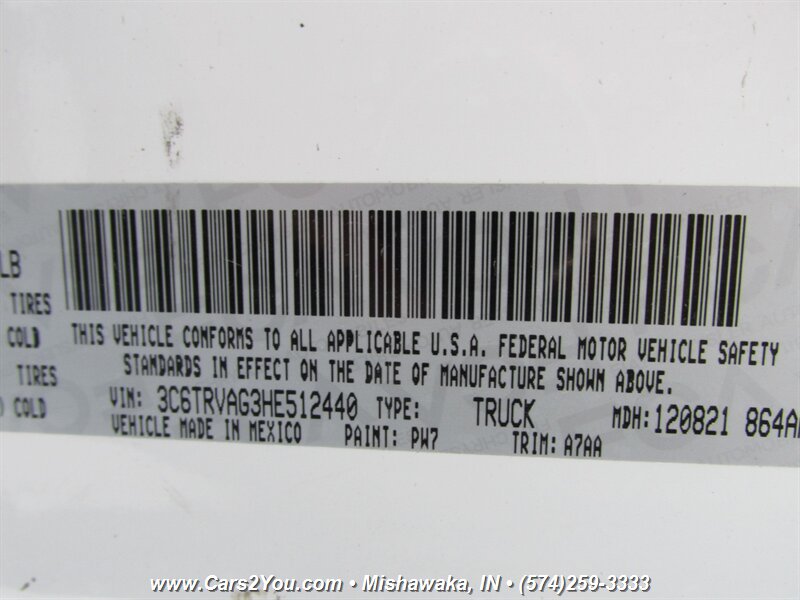 LB
TIRES
COLD
TIRES
COLD
THIS VEHICLE CONFORMS TO ALL APPLICABLE U.S.A. FEDERAL MOTOR VEHICLE SAFETY
STANDARDS IN EFFECT ON THE DATE OF MANUFACTURE SHOWN ABOVE.
VIN: 3C6TRVAG3HE512440 TYPE: TRUCK MDH:120821 864A
VEHICLE MADE IN MEXICO PAINT: PW7 TRIM: A7AA
www.Cars2You.com • Mishawaka, IN • (574)259-3333